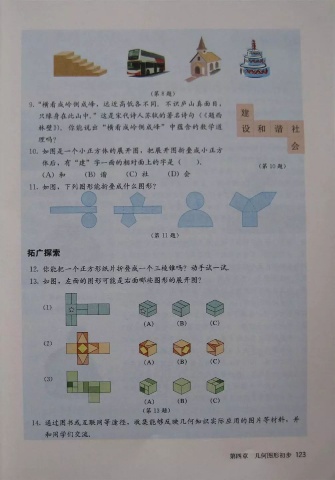 (第8题)
9. “横看成岭侧成峰，远近高低各不同. 不识庐山真面目，
只缘身在此山中.”这是宋代诗人苏轼的著名诗句(《题西
林壁》). 你能说出“横看成岭侧成峰”中蕴含的数学道
理吗?
建
设 和 谐 社
会
(第10题)
10. 如图是一个小正方体的展开图，把展开图折叠成小正方
体后，有“建”字一面的相对面上的字是( ).
(A) 和 (B) 谐 (C) 社 (D) 会
11. 如图，下列图形能折叠成什么图形?
(第11题)
拓广探索
12. 你能把一个正方形纸片折叠成一个三棱锥吗? 动手试一试.
13. 如图，左面的图形可能是右面哪些图形的展开图?
(1)
(A) (B) (C)
(2)
(A) (B) (C)
(3)
(A) (B) (C)
(第13题)
14. 通过图书或互联网等途径，收集能够反映几何知识实际应用的图片等材料，并
和同学们交流.
第四章 几何图形初步 123